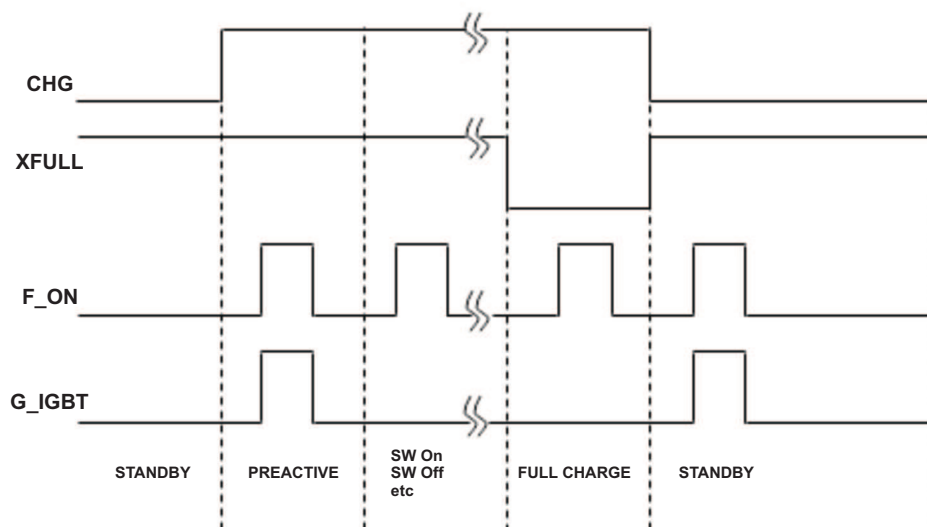 CHG
XFULL
F_ON
G_IGBT
STANDBY
PREACTIVE
SW On
SW Off
etc
FULL CHARGE
STANDBY